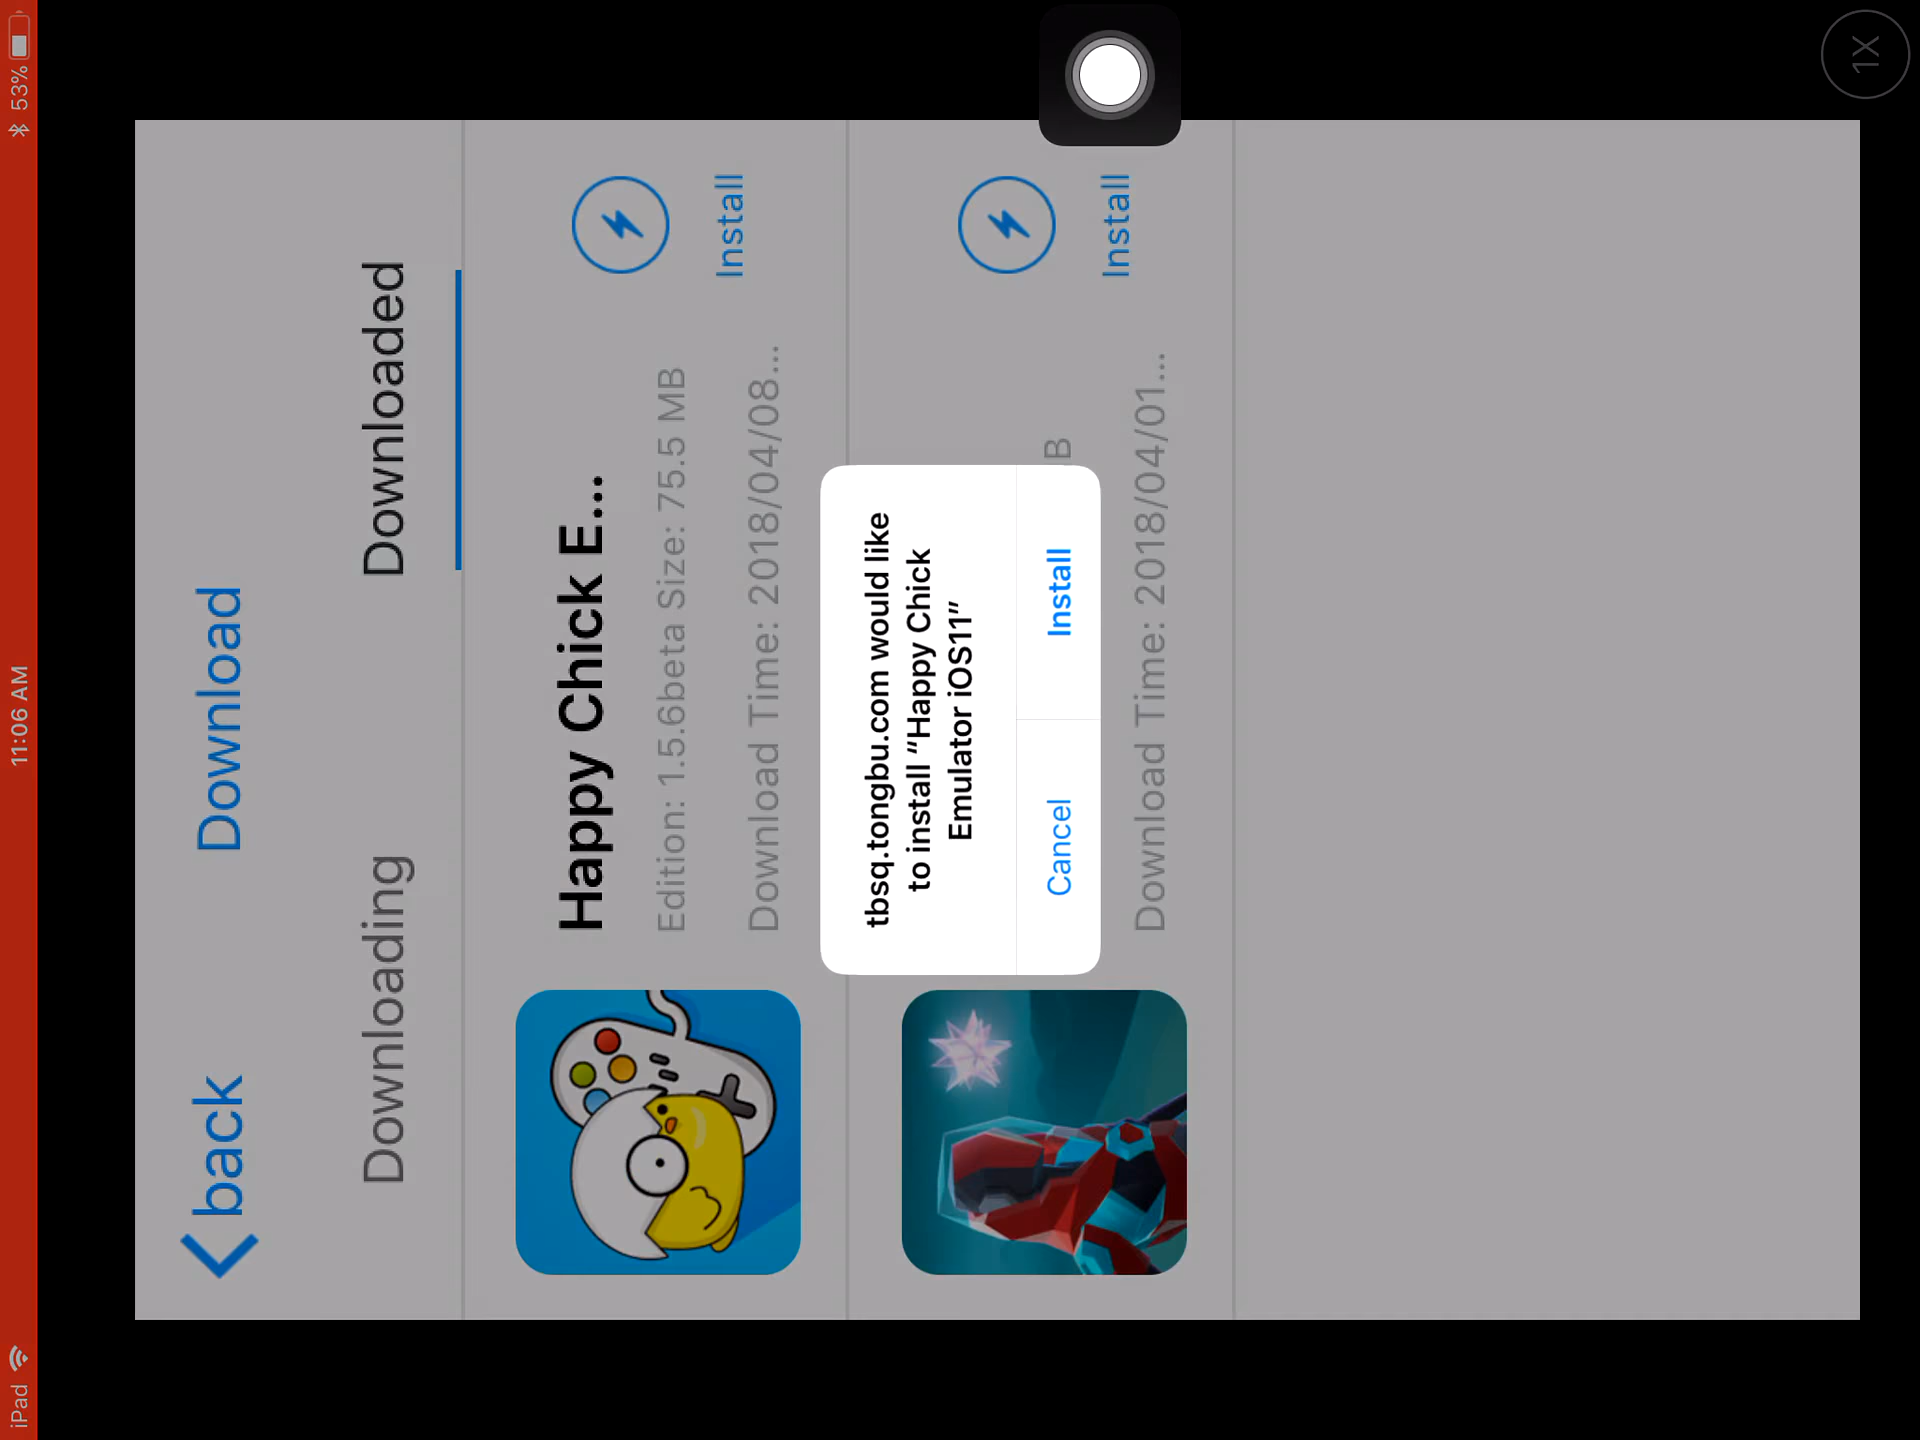 iPad
11:06 AM
53%
1X
back
Download
Downloading
Downloaded
Happy Chick E...
Edition: 1.5.6beta Size: 75.5 MB
Download Time: 2018/04/08...
Install
tbsq.tongbu.com would like
to install “Happy Chick
Emulator iOS11”
Cancel
Install
B
Download Time: 2018/04/01...
Install